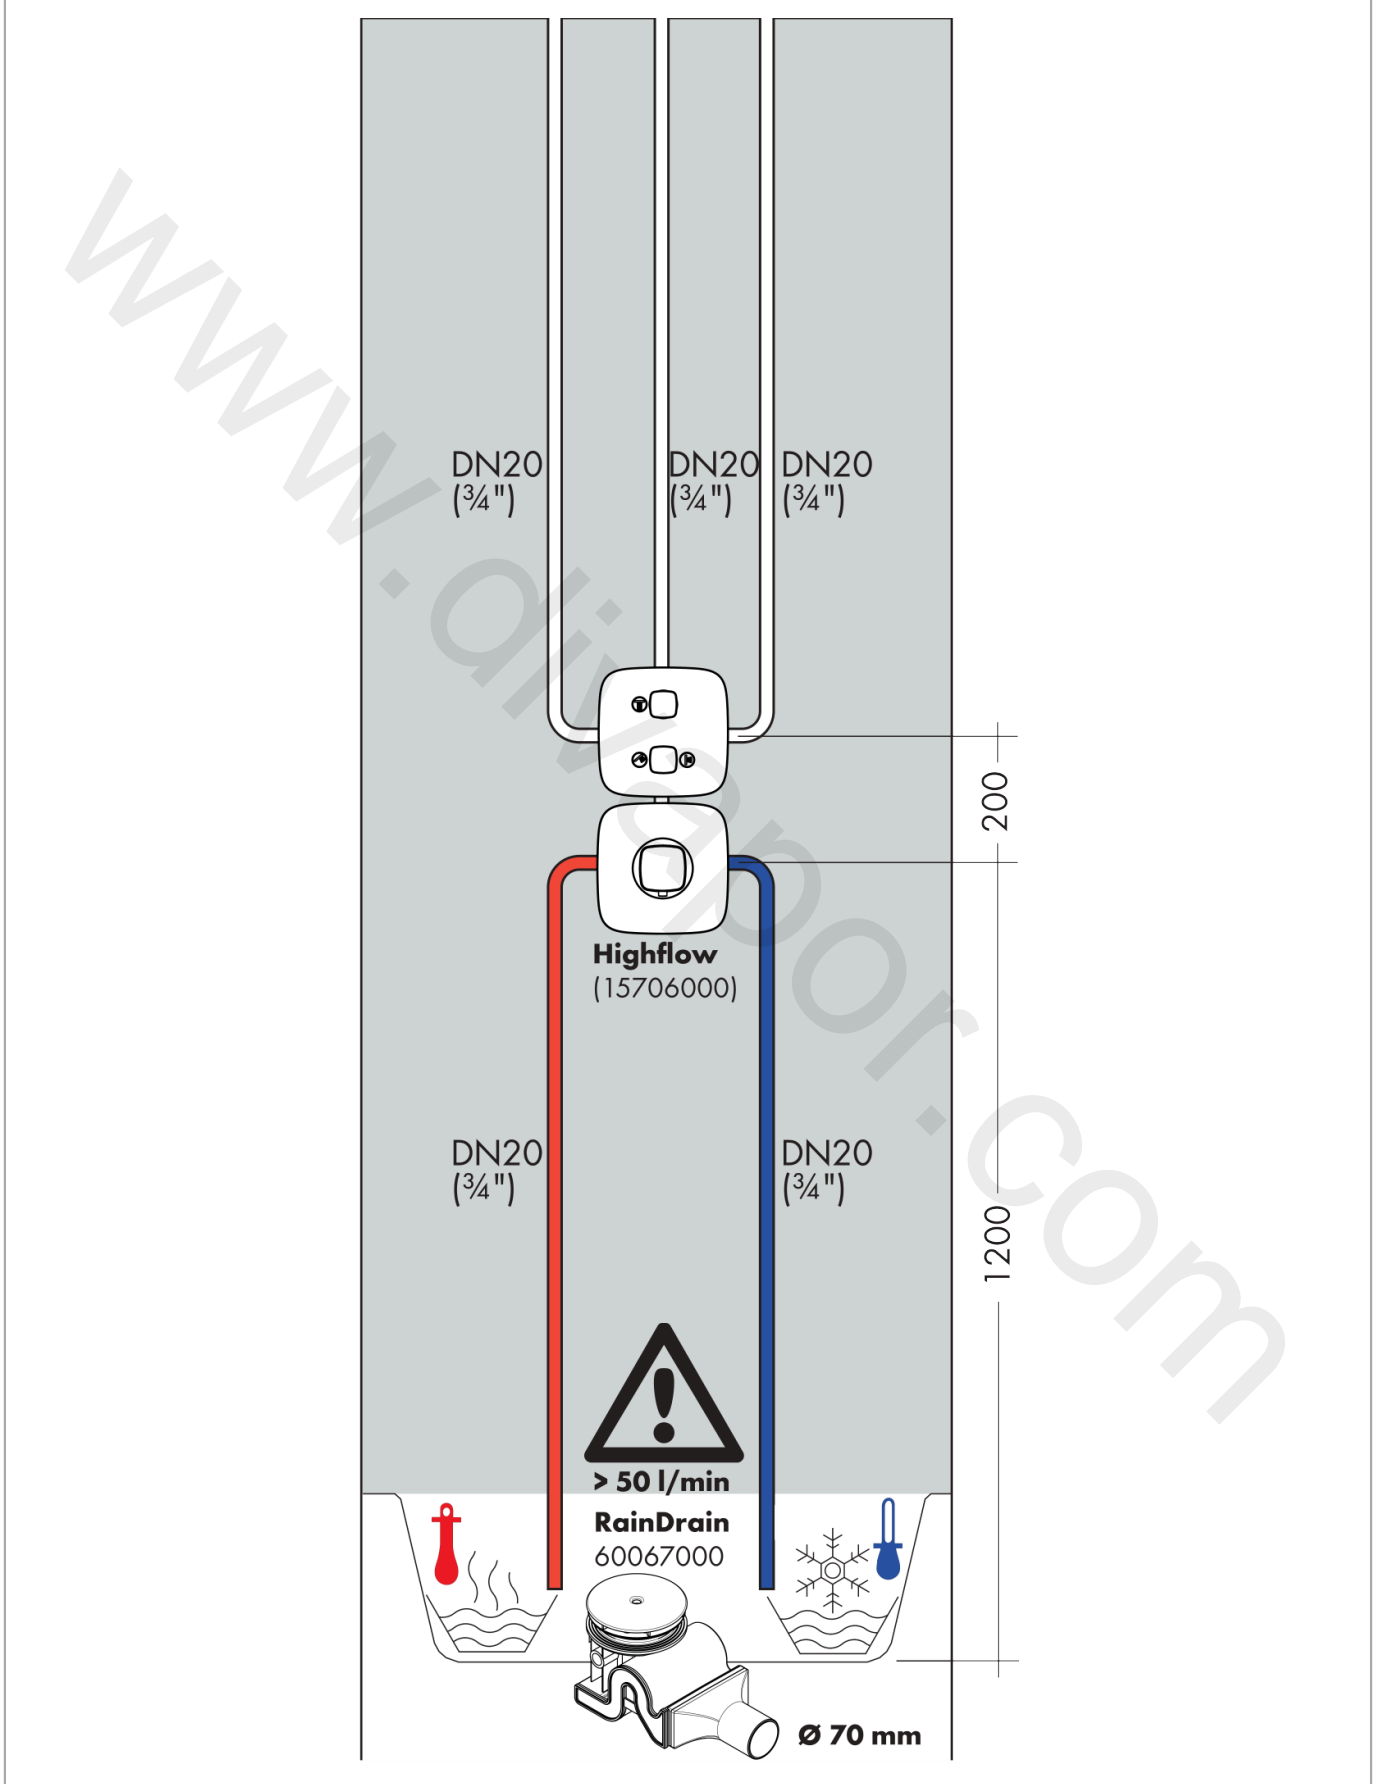 DN20
(¾")
DN20
(¾")
DN20
(¾")
200
Highflow
(15706000)
DN20
(¾")
DN20
(¾")
1200
> 50 l/min
RainDrain
60067000
Ø 70 mm
www.divapor.com